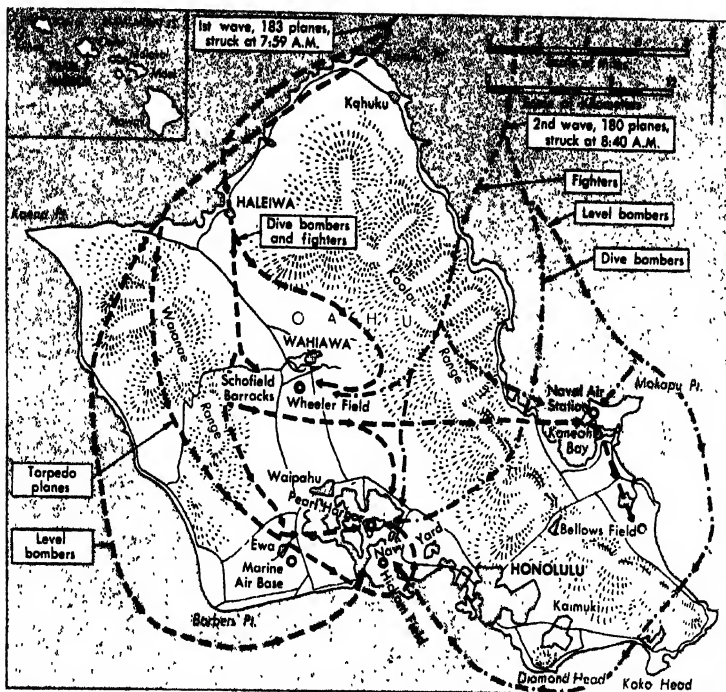 1st wave, 183 planes,
struck at 7:59 A.M.
Kahuku
2nd wave, 180 planes,
struck at 8:40 A.M.
Fighters
Level bombers
Dive bombers
Kaena Pt.
HALEIWA
Dive bombers
and fighters
Koolau
Range
OAHU
WAHIAWA
Waianae
Range
Schofield
Barracks
Wheeler Field
Mokapu Pt.
Naval Air
Station
Kaneohe
Bay
Torpedo
planes
Waipahu
Pearl Harbor
Level
bombers
Ewa
Marine
Air Base
Navy
Yard
Hickam Field
Bellows Field
HONOLULU
Kaimuki
Barbers Pt.
Diamond Head
Koko Head